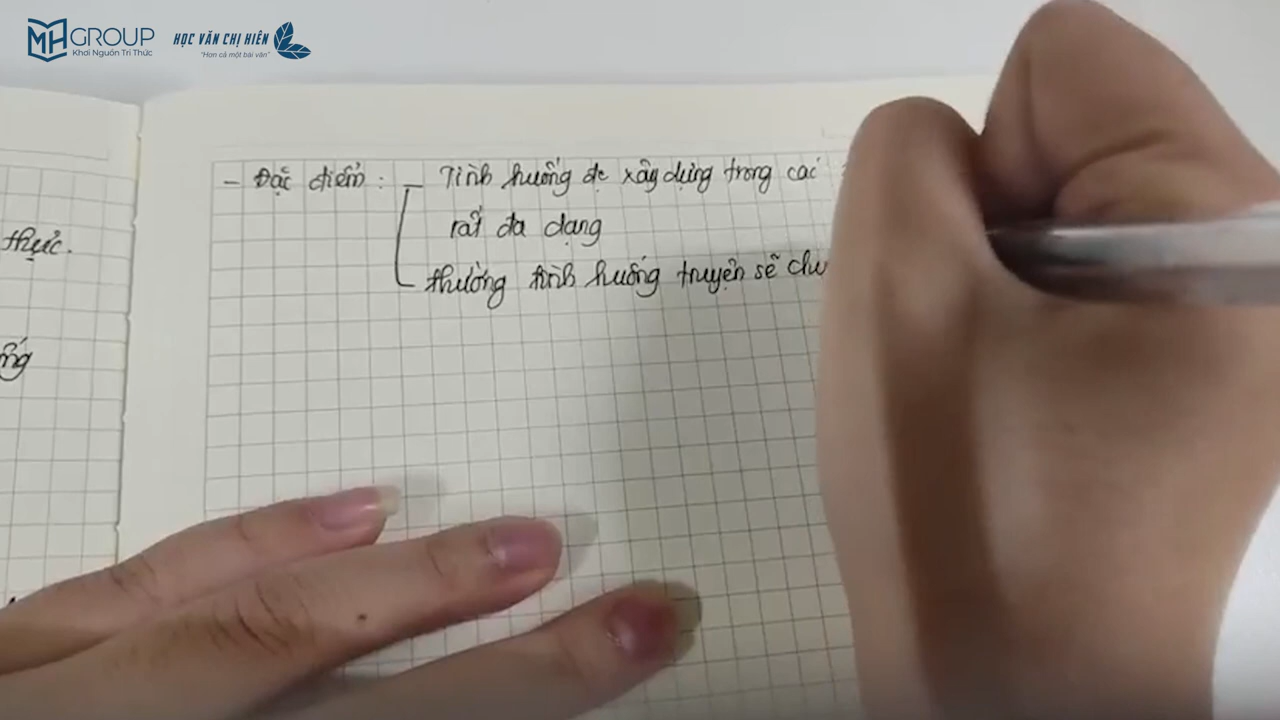 MH GROUP
Khơi Nguồn Tri Thức
HỌC VĂN CHỊ HIÊN
"Hơn cả một bài văn"
- Đặc điểm: - Tình huống đc xây dựng trong các
rất đa dạng
thường tình huống truyện sẽ chu
thực.